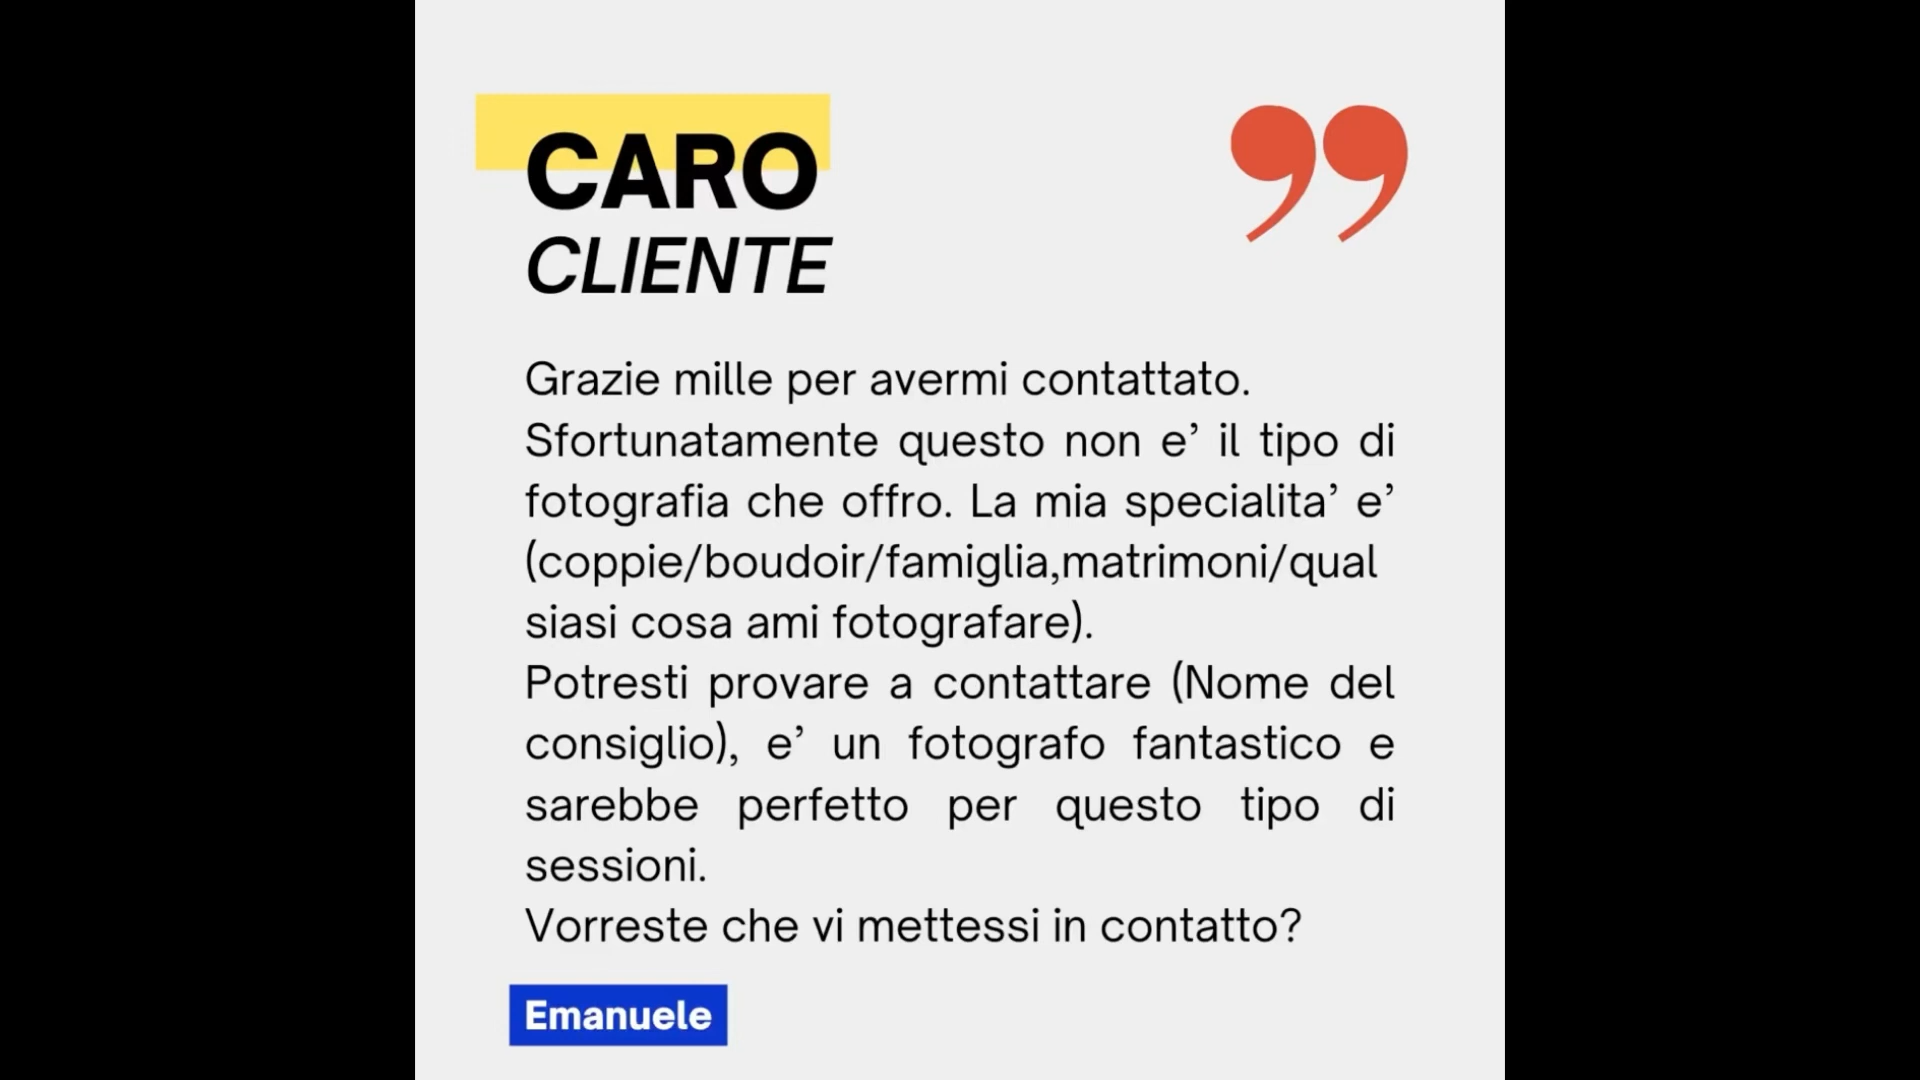 CARO
CLIENTE
Grazie mille per avermi contattato.
Sfortunatamente questo non e’ il tipo di
fotografia che offro. La mia specialita’ e’
(coppie/boudoir/famiglia,matrimoni/qual
siasi cosa ami fotografare).
Potresti provare a contattare (Nome del
consiglio), e’ un fotografo fantastico e
sarebbe perfetto per questo tipo di
sessioni.
Vorreste che vi mettessi in contatto?
Emanuele